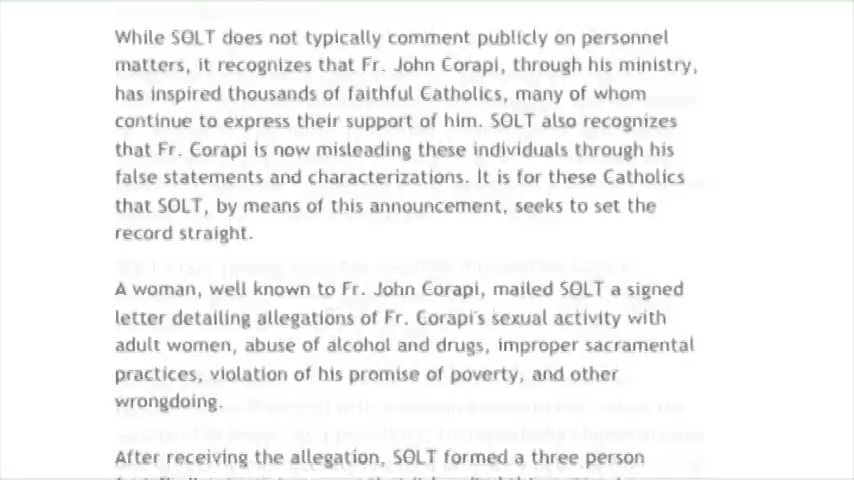 While SOLT does not typically comment publicly on personnel
matters, it recognizes that Fr. John Corapi, through his ministry,
has inspired thousands of faithful Catholics, many of whom
continue to express their support of him. SOLT also recognizes
that Fr. Corapi is now misleading these individuals through his
false statements and characterizations. It is for these Catholics
that SOLT, by means of this announcement, seeks to set the
record straight.
A woman, well known to Fr. John Corapi, mailed SOLT a signed
letter detailing allegations of Fr. Corapi's sexual activity with
adult women, abuse of alcohol and drugs, improper sacramental
practices, violation of his promise of poverty, and other
wrongdoing.
After receiving the allegation, SOLT formed a three person